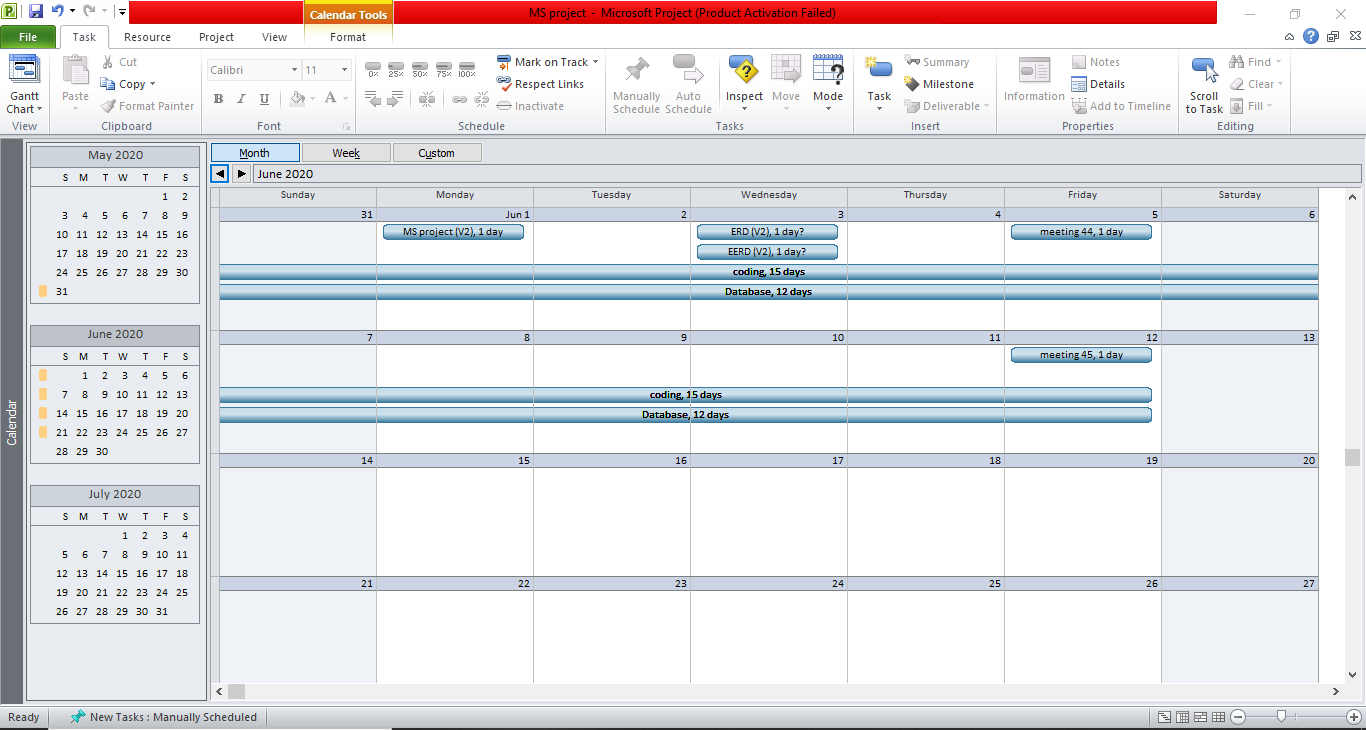 MS project - Microsoft Project (Product Activation Failed)
Calendar Tools
File Task Resource Project View Format
Gantt Chart
View
Paste
Cut
Copy
Format Painter
Clipboard
Calibri 11
B I U A
Font
0% 25% 50% 75% 100%
Mark on Track
Respect Links
Inactivate
Schedule
Manually Schedule
Auto Schedule
Inspect
Move
Mode
Tasks
Task
Summary
Milestone
Deliverable
Insert
Information
Notes
Details
Add to Timeline
Properties
Scroll to Task
Find
Clear
Fill
Editing
Calendar
May 2020
S M T W T F S
1 2
3 4 5 6 7 8 9
10 11 12 13 14 15 16
17 18 19 20 21 22 23
24 25 26 27 28 29 30
31
June 2020
S M T W T F S
1 2 3 4 5 6
7 8 9 10 11 12 13
14 15 16 17 18 19 20
21 22 23 24 25 26 27
28 29 30
July 2020
S M T W T F S
1 2 3 4
5 6 7 8 9 10 11
12 13 14 15 16 17 18
19 20 21 22 23 24 25
26 27 28 29 30 31
Month Week Custom
June 2020
Sunday Monday Tuesday Wednesday Thursday Friday Saturday
31 Jun 1 2 3 4 5 6
MS project (V2), 1 day ERD (V2), 1 day? meeting 44, 1 day
EERD (V2), 1 day?
coding, 15 days
Database, 12 days
7 8 9 10 11 12 13
meeting 45, 1 day
coding, 15 days
Database, 12 days
14 15 16 17 18 19 20
21 22 23 24 25 26 27
Ready New Tasks : Manually Scheduled